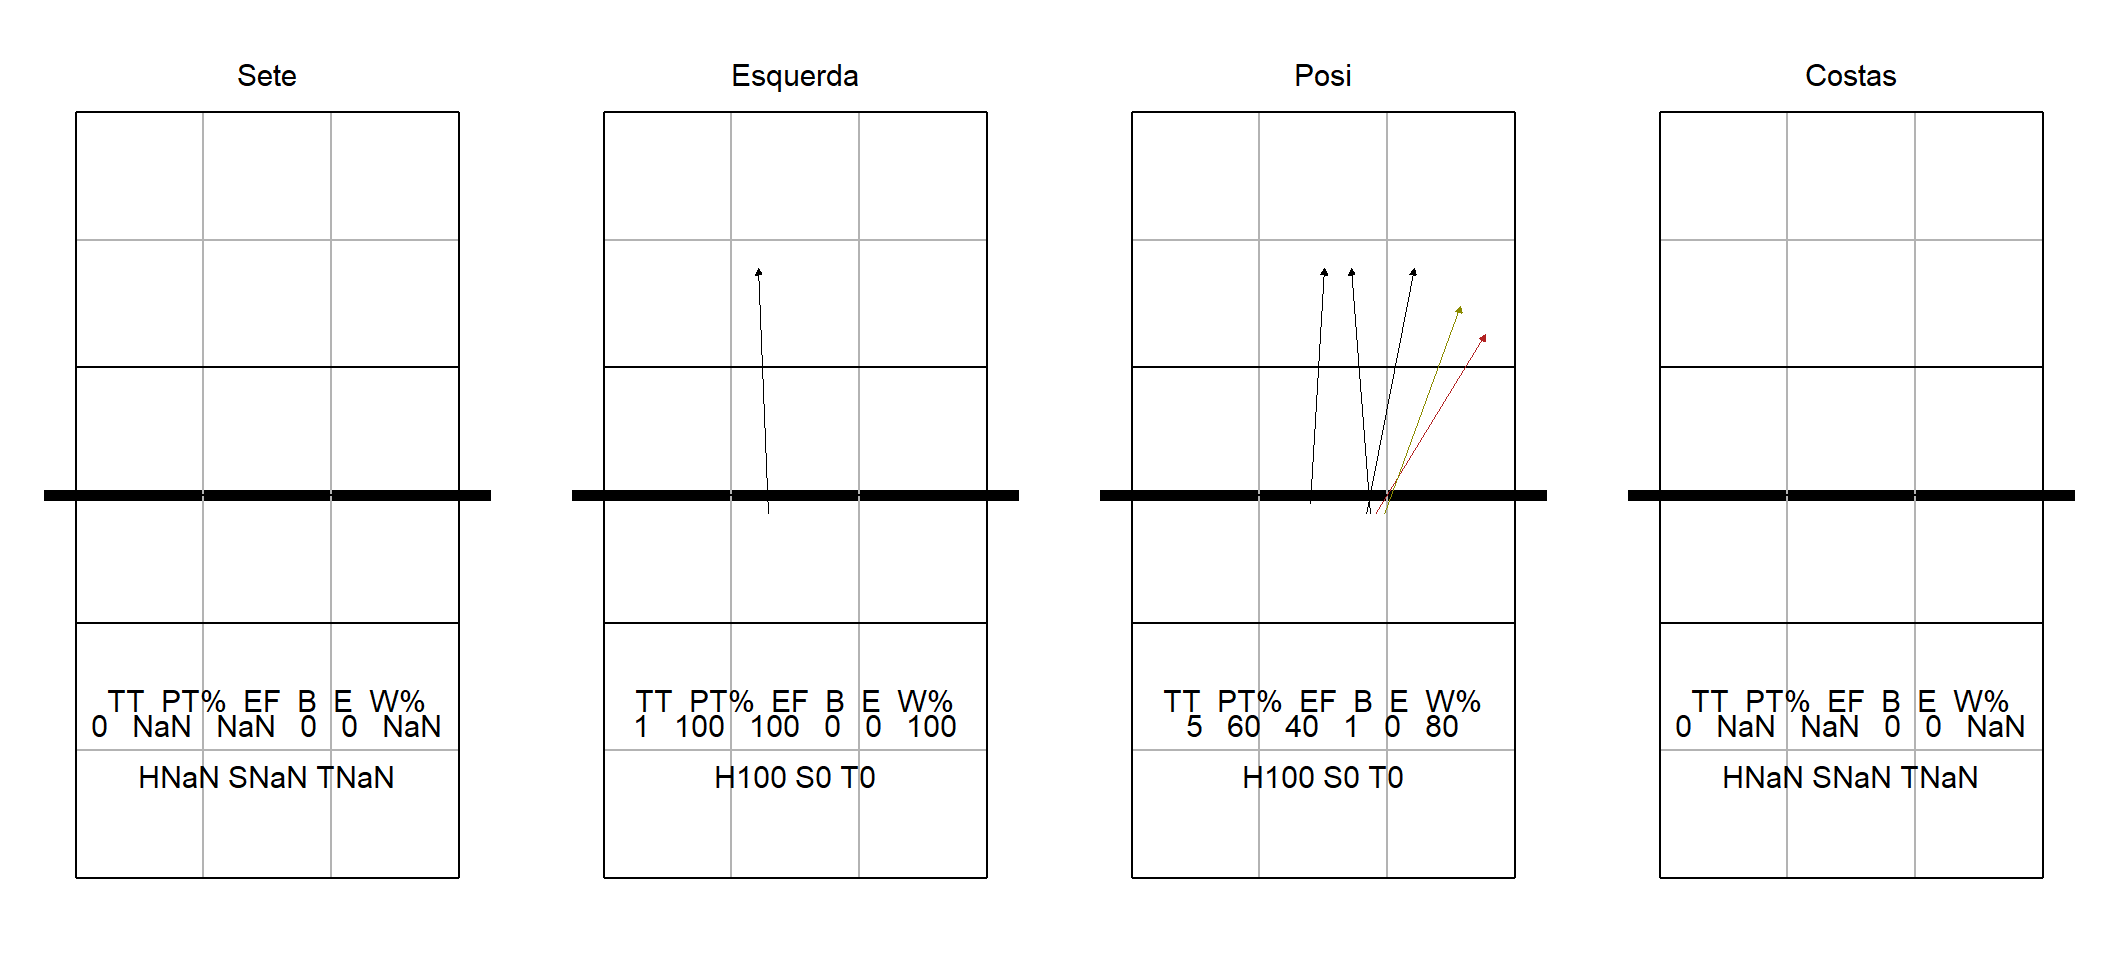 Sete
TT PT% EF B E W%
0 NaN NaN 0 0 NaN
HNaN SNaN TNaN
Esquerda
TT PT% EF B E W%
1 100 100 0 0 100
H100 S0 T0
Posi
TT PT% EF B E W%
5 60 40 1 0 80
H100 S0 T0
Costas
TT PT% EF B E W%
0 NaN NaN 0 0 NaN
HNaN SNaN TNaN